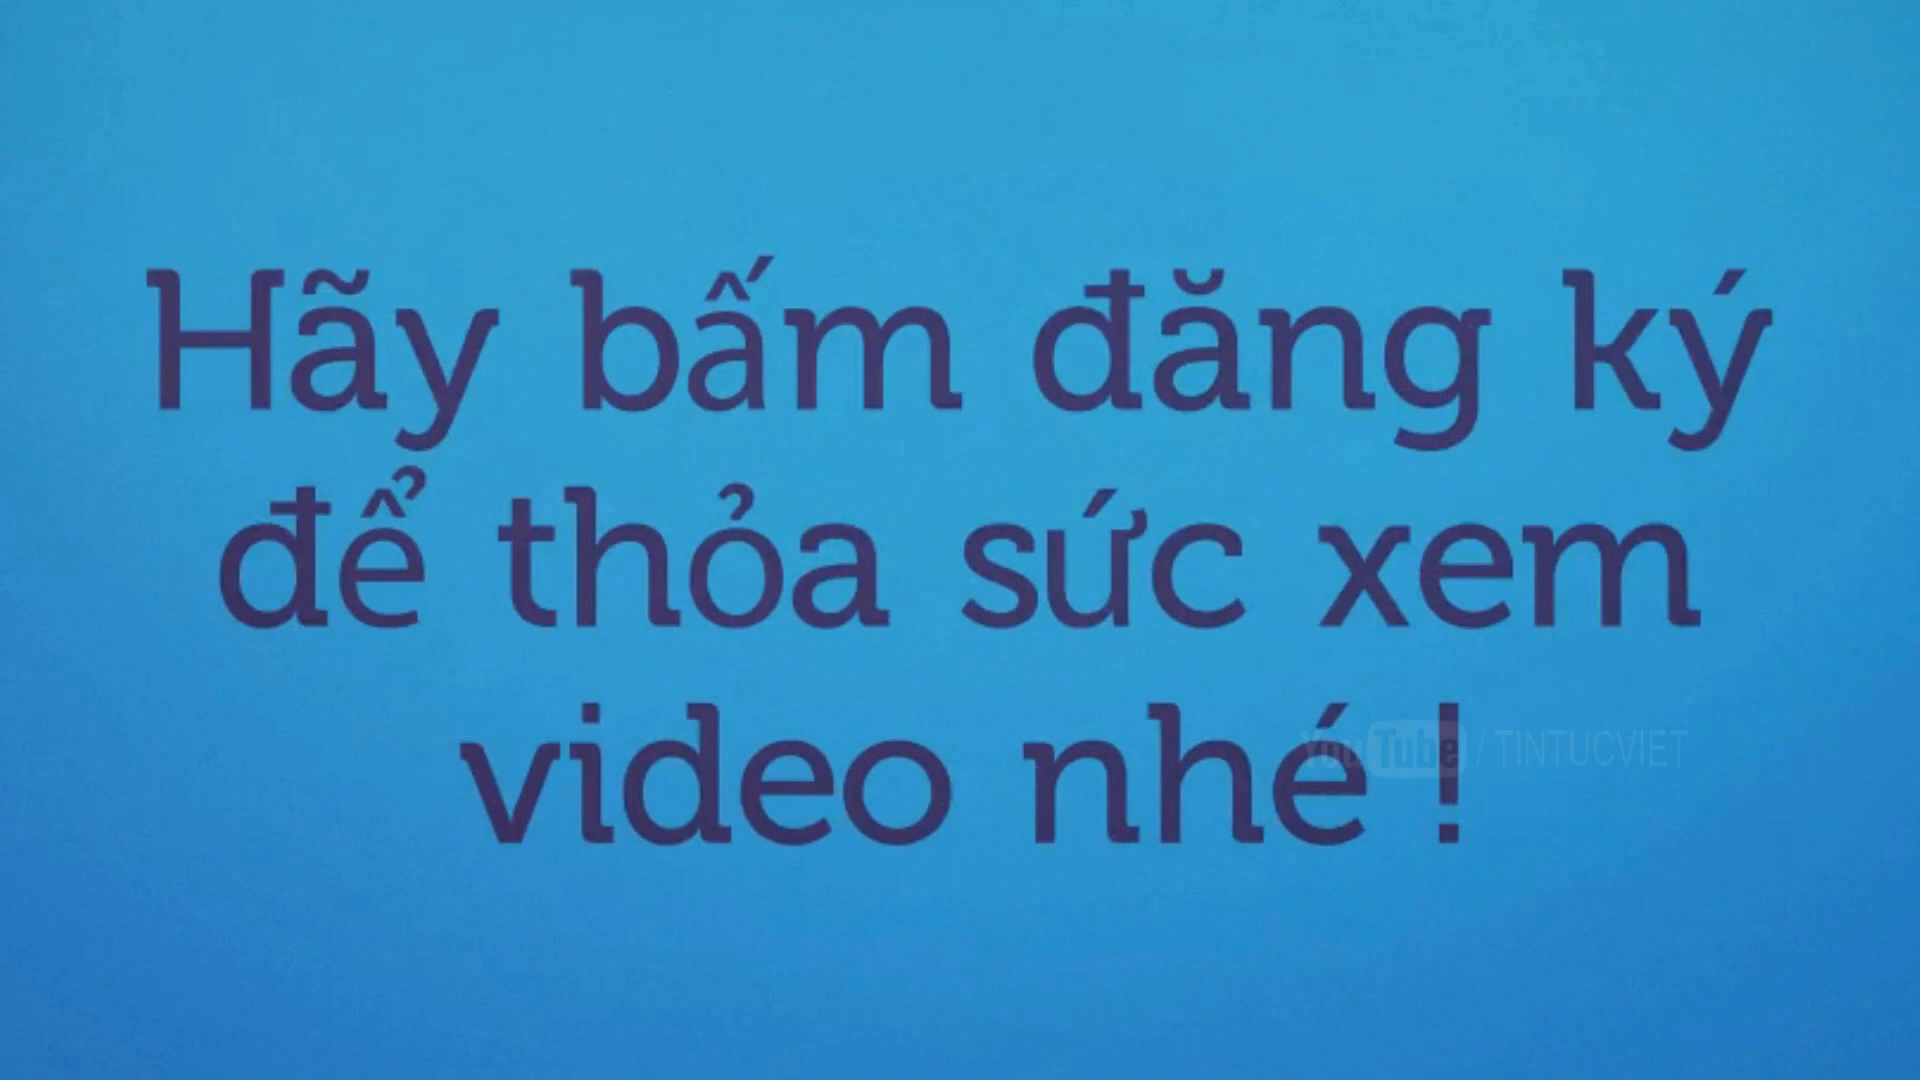 Hãy bấm đăng ký
để thỏa sức xem
video nhé !
YouTube / TINTUCVIET